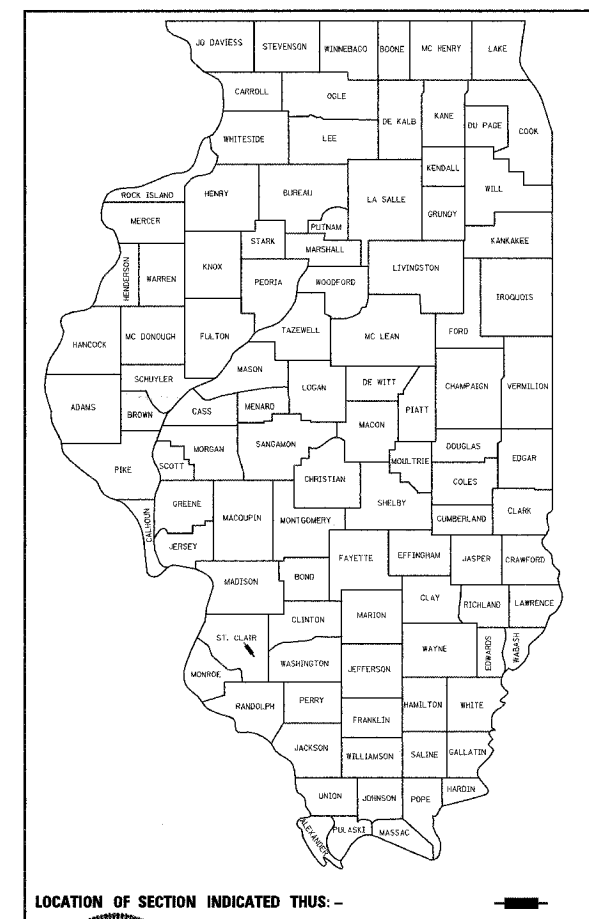 JO DAVIESS STEVENSON WINNEBAGO BOONE MC HENRY LAKE
CARROLL OGLE DE KALB KANE DU PAGE COOK
WHITESIDE LEE KENDALL WILL
ROCK ISLAND HENRY BUREAU LA SALLE GRUNDY
MERCER PUTNAM KANKAKEE
STARK MARSHALL
HENDERSON WARREN KNOX PEORIA WOODFORD LIVINGSTON IROQUOIS
HANCOCK MC DONOUGH FULTON TAZEWELL MC LEAN FORD
MASON
SCHUYLER LOGAN DE WITT CHAMPAIGN VERMILION
ADAMS BROWN CASS MENARD PIATT
MACON
MORGAN SANGAMON DOUGLAS EDGAR
PIKE SCOTT CHRISTIAN MOULTRIE COLES
GREENE SHELBY
CALHOUN MACOUPIN MONTGOMERY CUMBERLAND CLARK
JERSEY FAYETTE EFFINGHAM JASPER CRAWFORD
MADISON BOND
CLAY RICHLAND LAWRENCE
CLINTON MARION
ST. CLAIR WAYNE EDWARDS WABASH
WASHINGTON JEFFERSON
MONROE
RANDOLPH PERRY HAMILTON WHITE
FRANKLIN
JACKSON WILLIAMSON SALINE GALLATIN
UNION JOHNSON POPE HARDIN
ALEXANDER PULASKI MASSAC
LOCATION OF SECTION INDICATED THUS: –